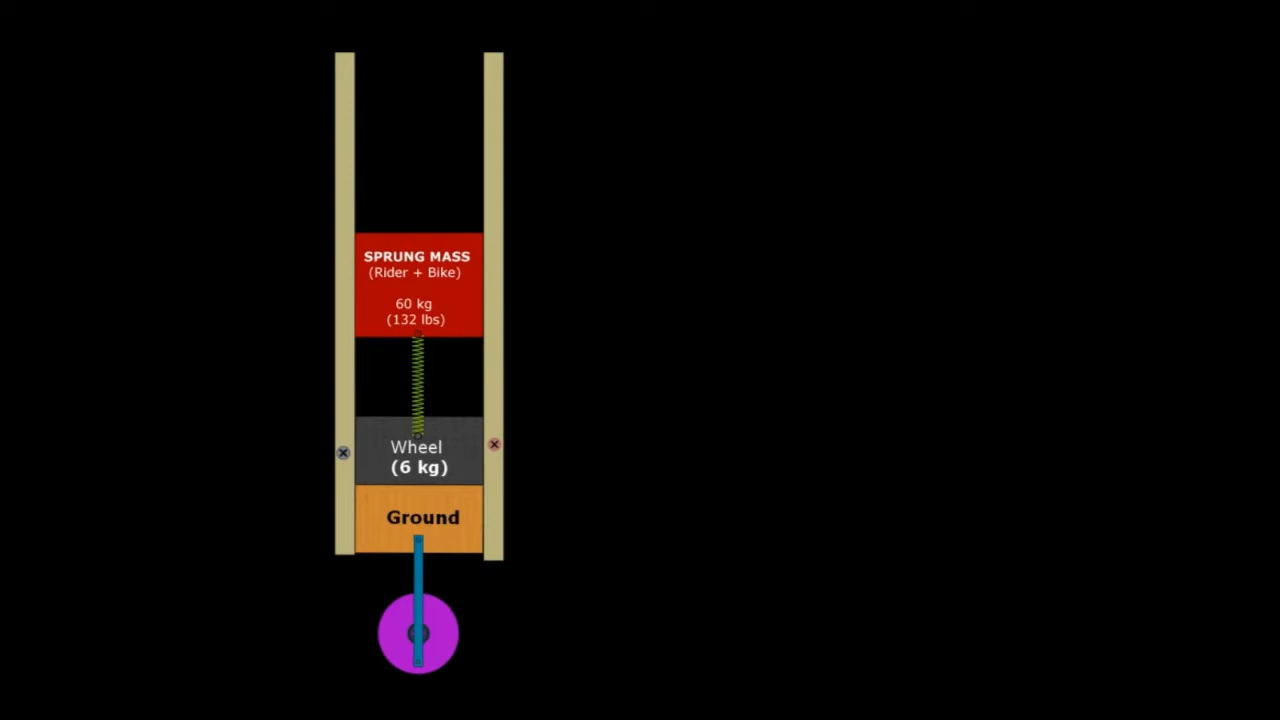 SPRUNG MASS
(Rider + Bike)
60 kg
(132 lbs)
Wheel
(6 kg)
Ground